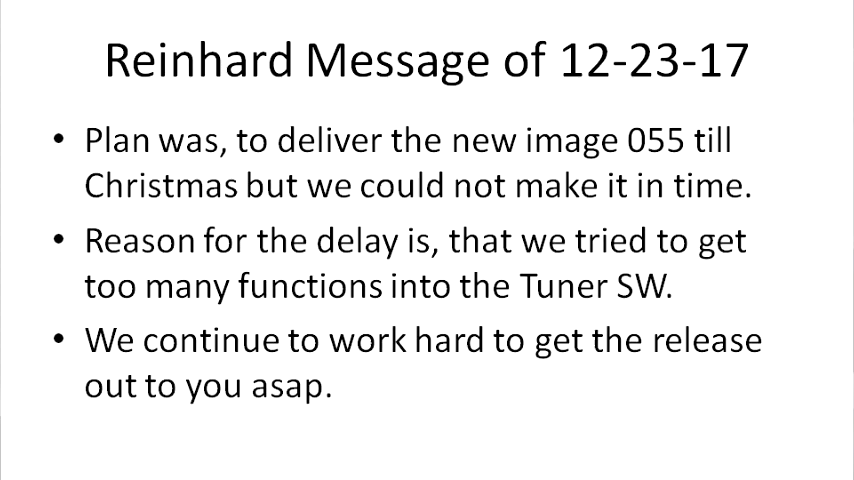 Reinhard Message of 12-23-17
• Plan was, to deliver the new image 055 till
Christmas but we could not make it in time.
• Reason for the delay is, that we tried to get
too many functions into the Tuner SW.
• We continue to work hard to get the release
out to you asap.